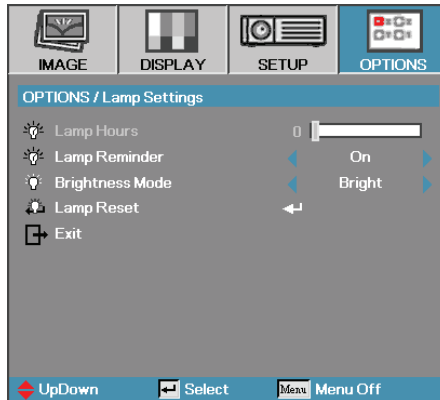 IMAGE DISPLAY SETUP OPTIONS
OPTIONS / Lamp Settings
Lamp Hours 0
Lamp Reminder On
Brightness Mode Bright
Lamp Reset
Exit
UpDown Select Menu Menu Off